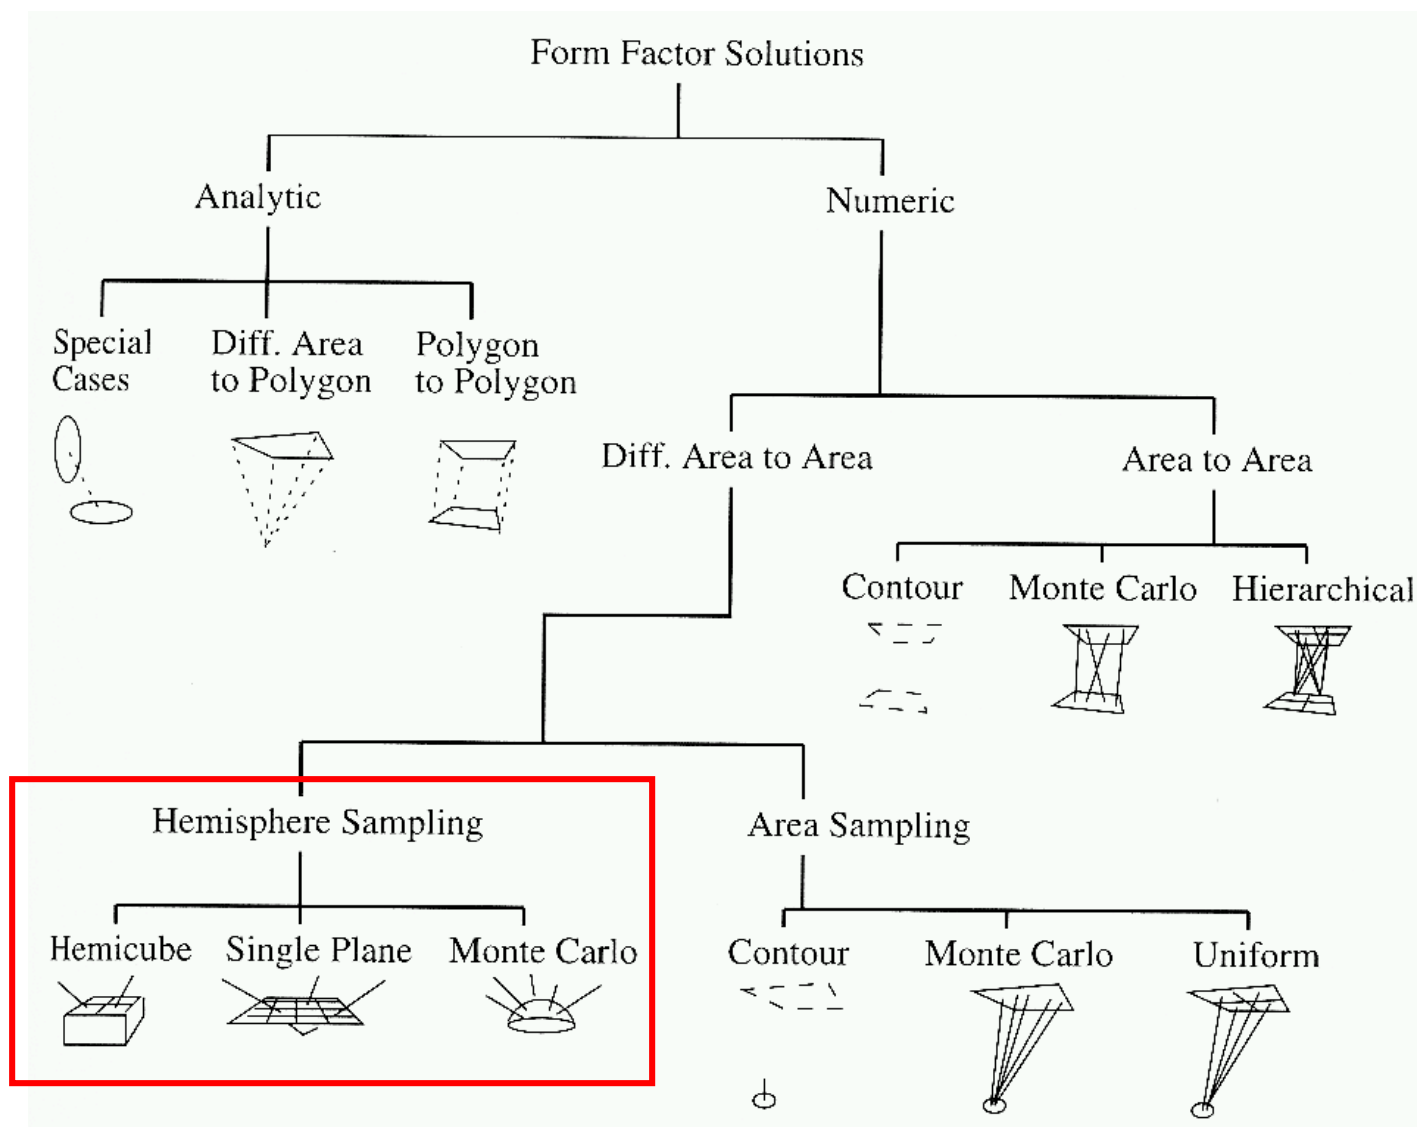 Form Factor Solutions
Analytic
Numeric
Special
Cases
Diff. Area
to Polygon
Polygon
to Polygon
Diff. Area to Area
Area to Area
Contour
Monte Carlo
Hierarchical
Hemisphere Sampling
Area Sampling
Hemicube
Single Plane
Monte Carlo
Contour
Monte Carlo
Uniform